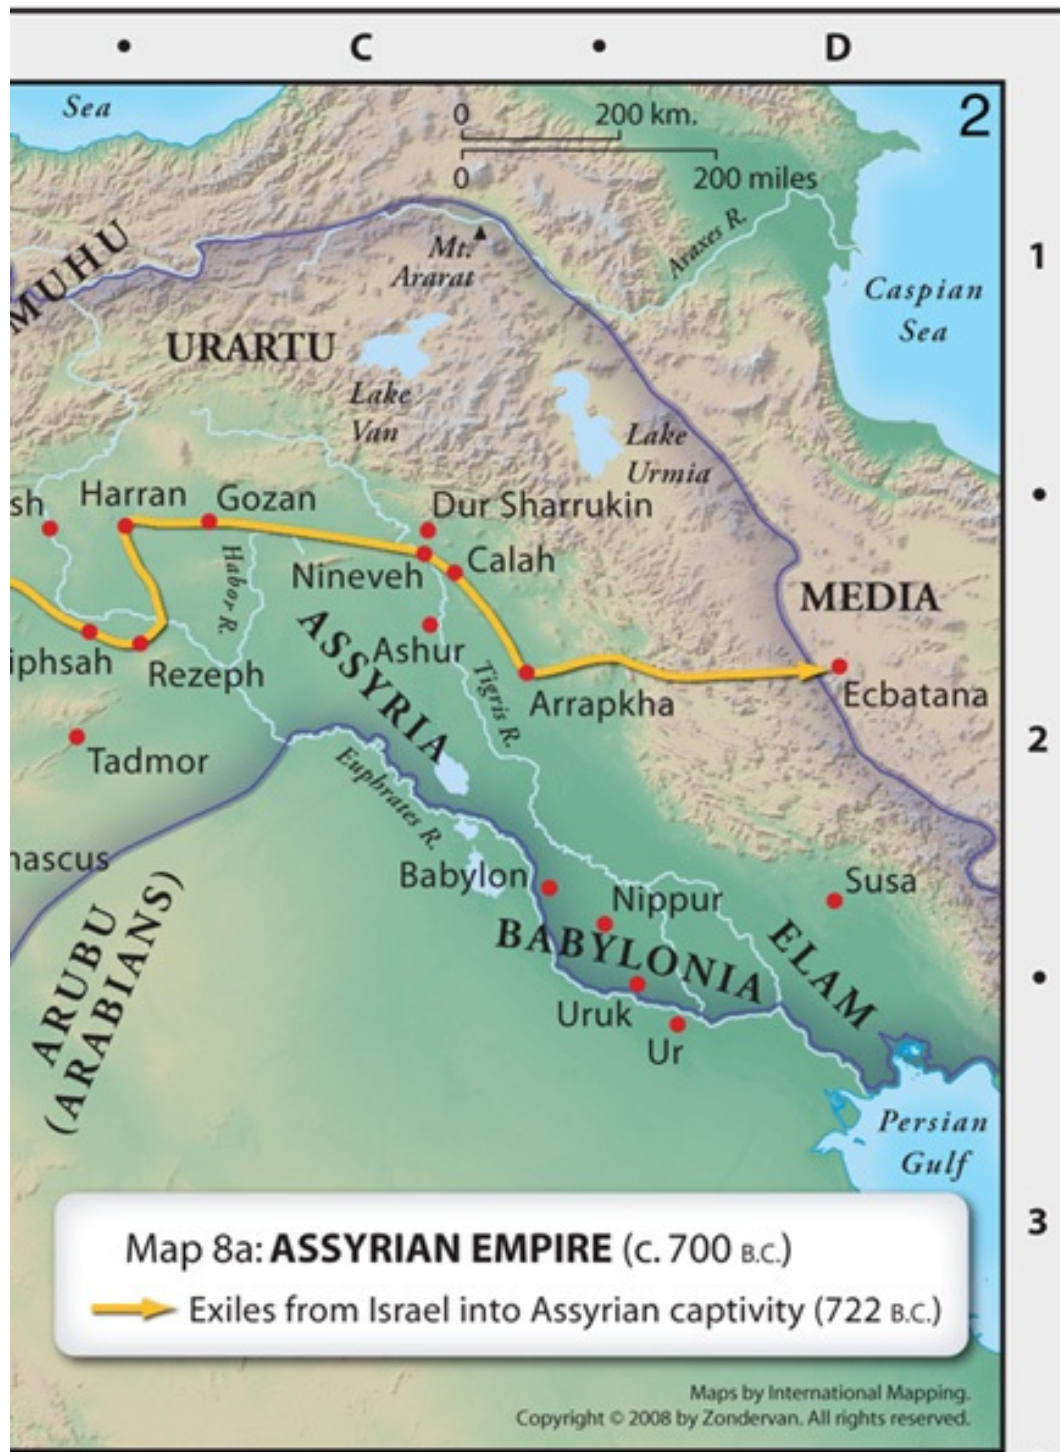 • C • D
Sea
0 200 km.
2
0 200 miles
Araxes R.
1
MUHU
Mt.
Ararat
Caspian
Sea
URARTU
Lake
Van
Lake
Urmia
sh
Harran
Gozan
Dur Sharrukin
•
Nineveh
Calah
Habor R.
MEDIA
ASSYRIA
Ashur
iphsah
Rezeph
Tigris R.
Arrapkha
Ecbatana
2
Tadmor
Euphrates R.
nascus
Babylon
Nippur
Susa
BABYLONIA
ELAM
•
ARUBU
(ARABIANS)
Uruk
Ur
Persian
Gulf
3
Map 8a: ASSYRIAN EMPIRE (c. 700 B.C.)
Exiles from Israel into Assyrian captivity (722 B.C.)
Maps by International Mapping.
Copyright © 2008 by Zondervan. All rights reserved.